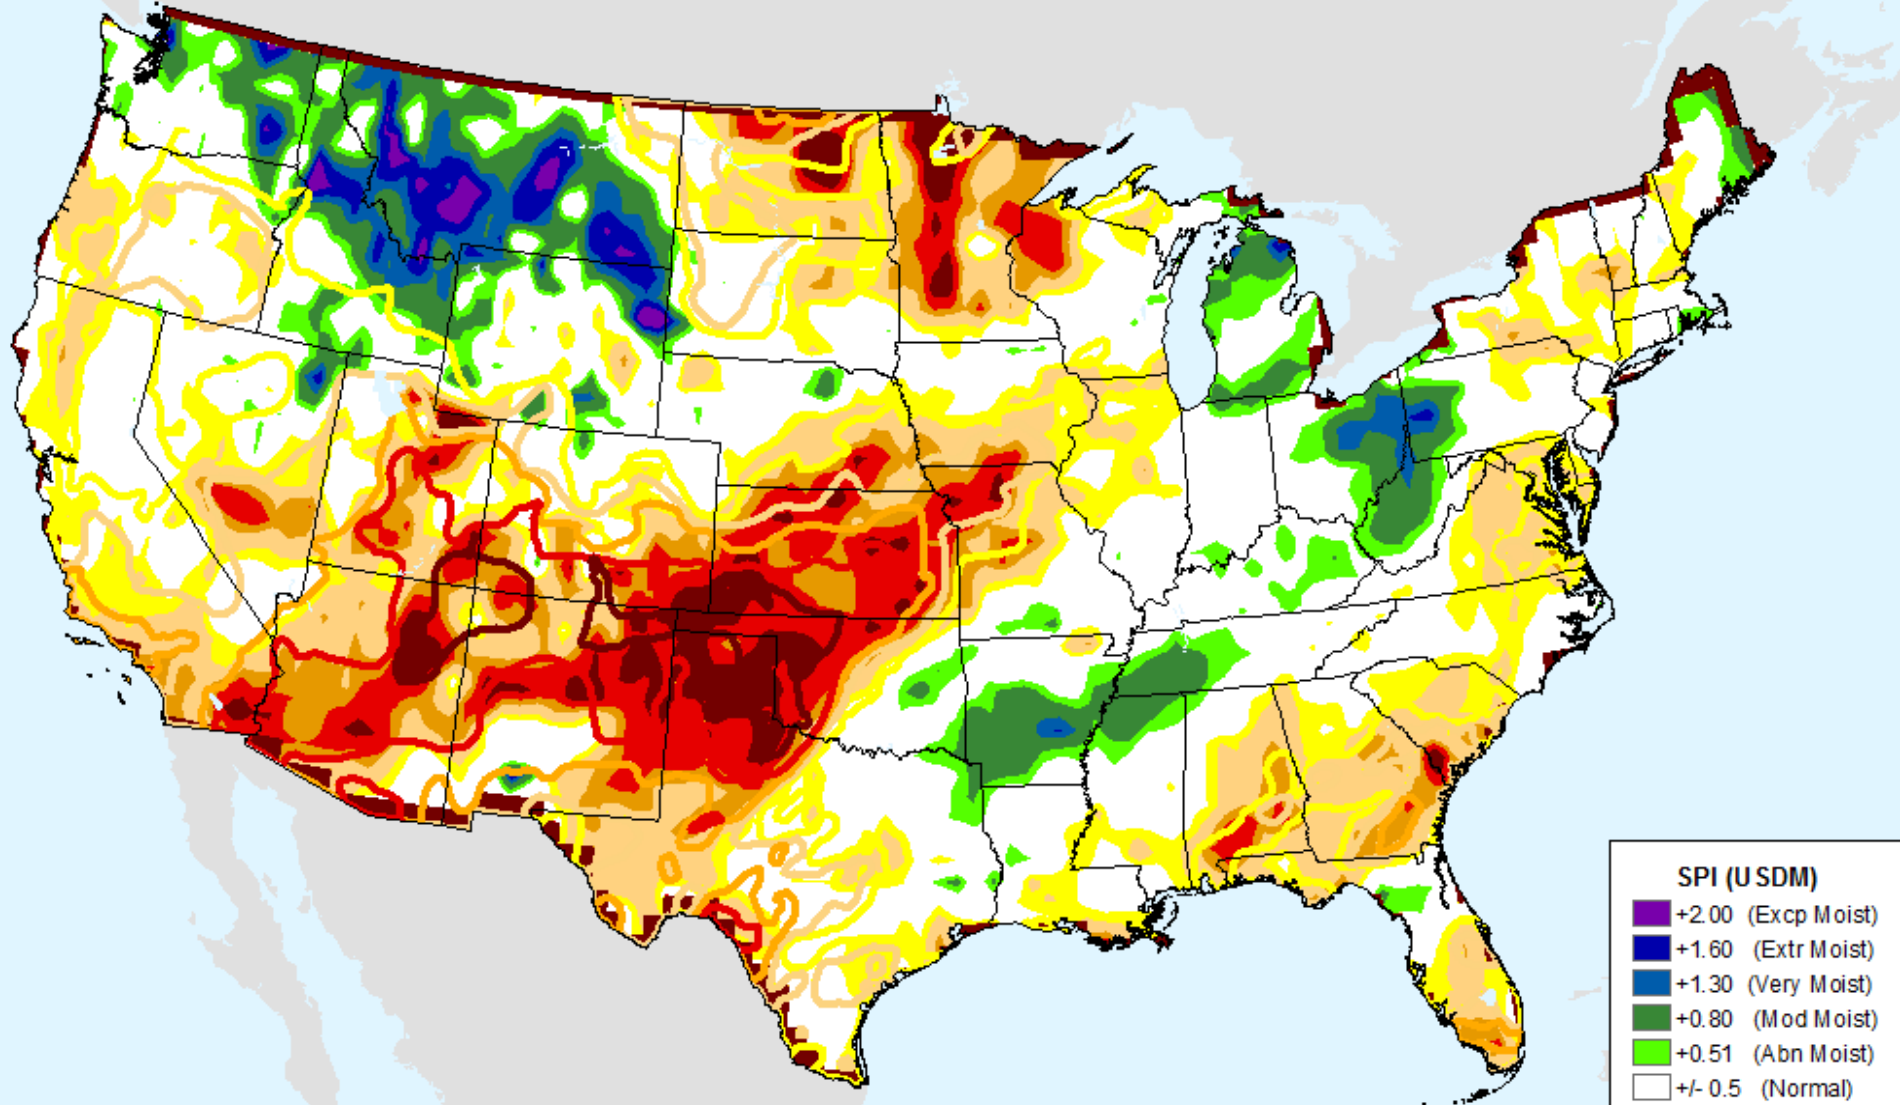 SPI (USDM)
+2.00 (Excp Moist)
+1.60 (Extr Moist)
+1.30 (Very Moist)
+0.80 (Mod Moist)
+0.51 (Abn Moist)
+/- 0.5 (Normal)